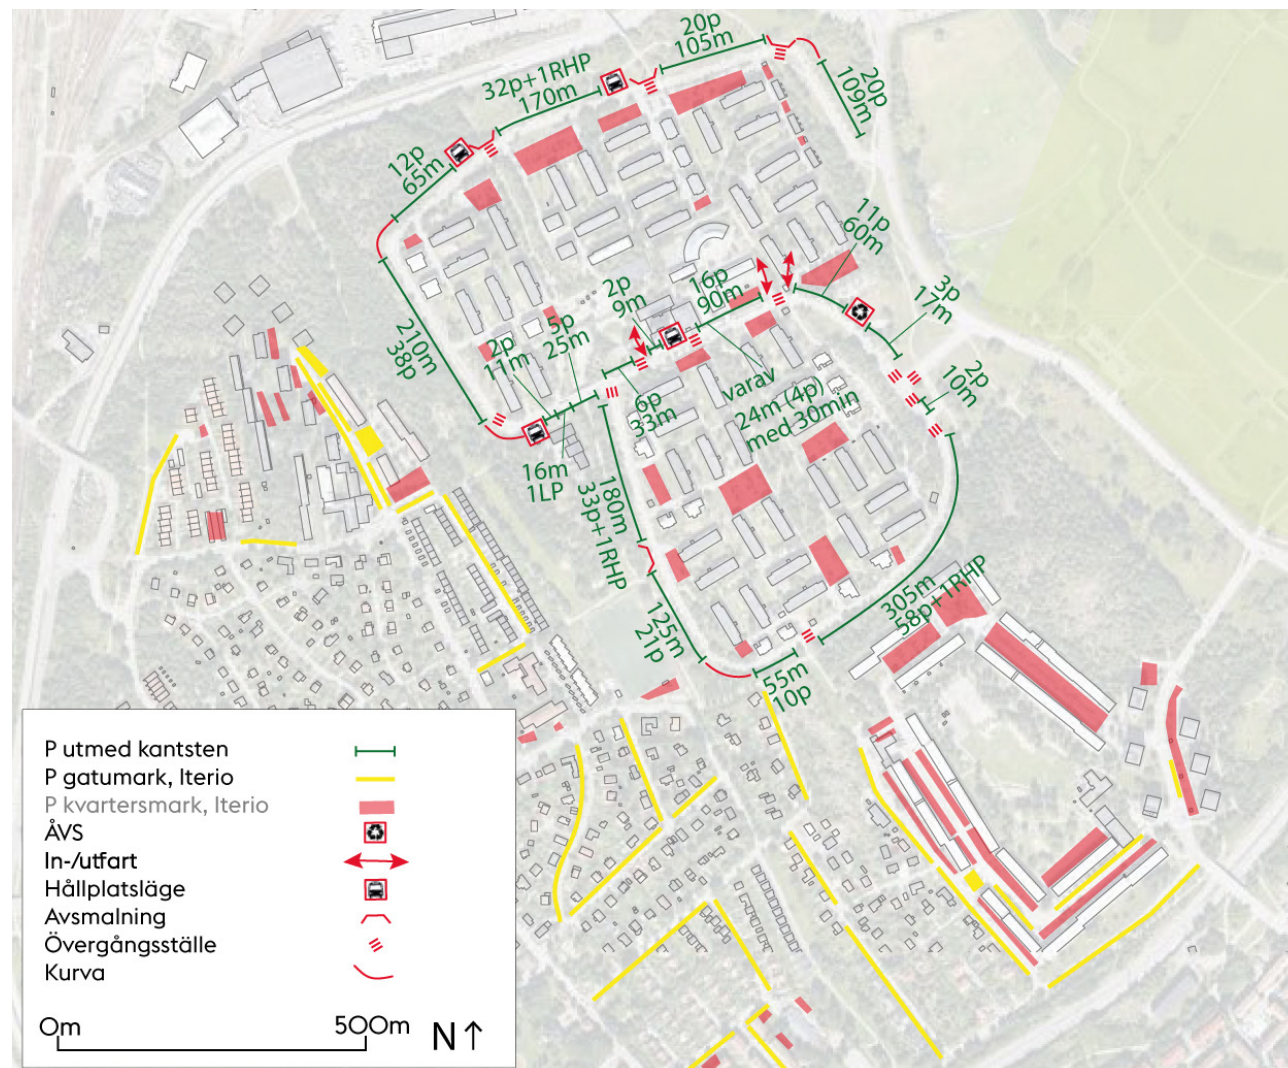 20p
105m
32p+1RHP
170m
20p
109m
12p
65m
11p
60m
3p
17m
2p
9m
16p
90m
5p
25m
2p
11m
210m
38p
2p
10m
6p
33m
varav
24m (4p)
med 30min
16m
1LP
180m
33p+1RHP
305m
58p+1RHP
125m
21p
55m
10p
P utmed kantsten
P gatumark, Iterio
P kvartersmark, Iterio
ÅVS
In-/utfart
Hållplatsläge
Avsmalning
Övergångsställe
Kurva
0m 500m N↑